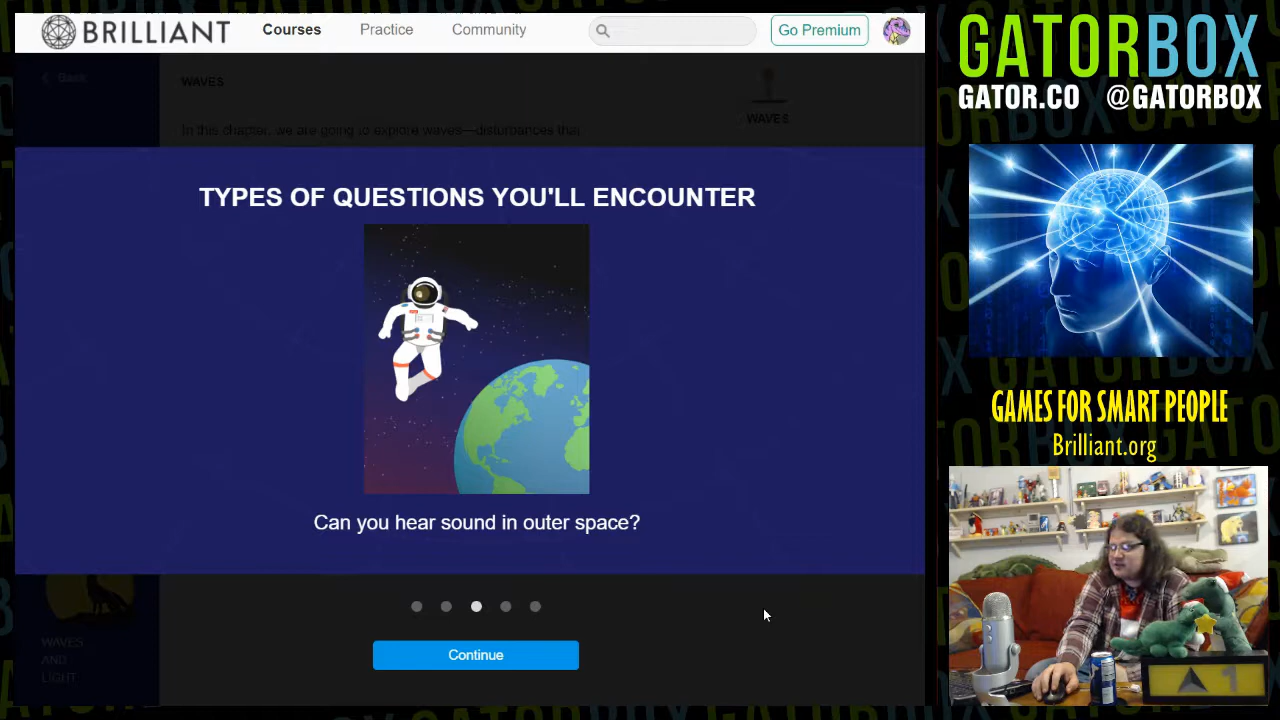 BRILLIANT
Courses
Practice
Community
Go Premium
Back
WAVES
WAVES
In this chapter, we are going to explore waves—disturbances that
TYPES OF QUESTIONS YOU'LL ENCOUNTER
Can you hear sound in outer space?
WAVES
AND
LIGHT
Continue
GATORBOX
GATOR.CO @GATORBOX
GAMES FOR SMART PEOPLE
Brilliant.org
1